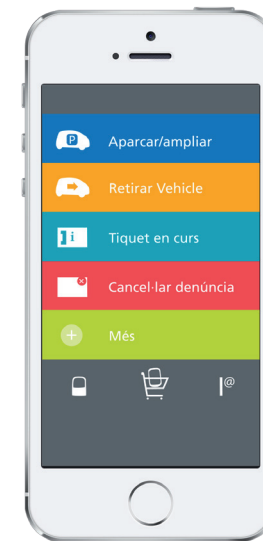 P
Aparcar/ampliar
Retirar Vehicle
i
Tiquet en curs
Cancel·lar denúncia
Més
@